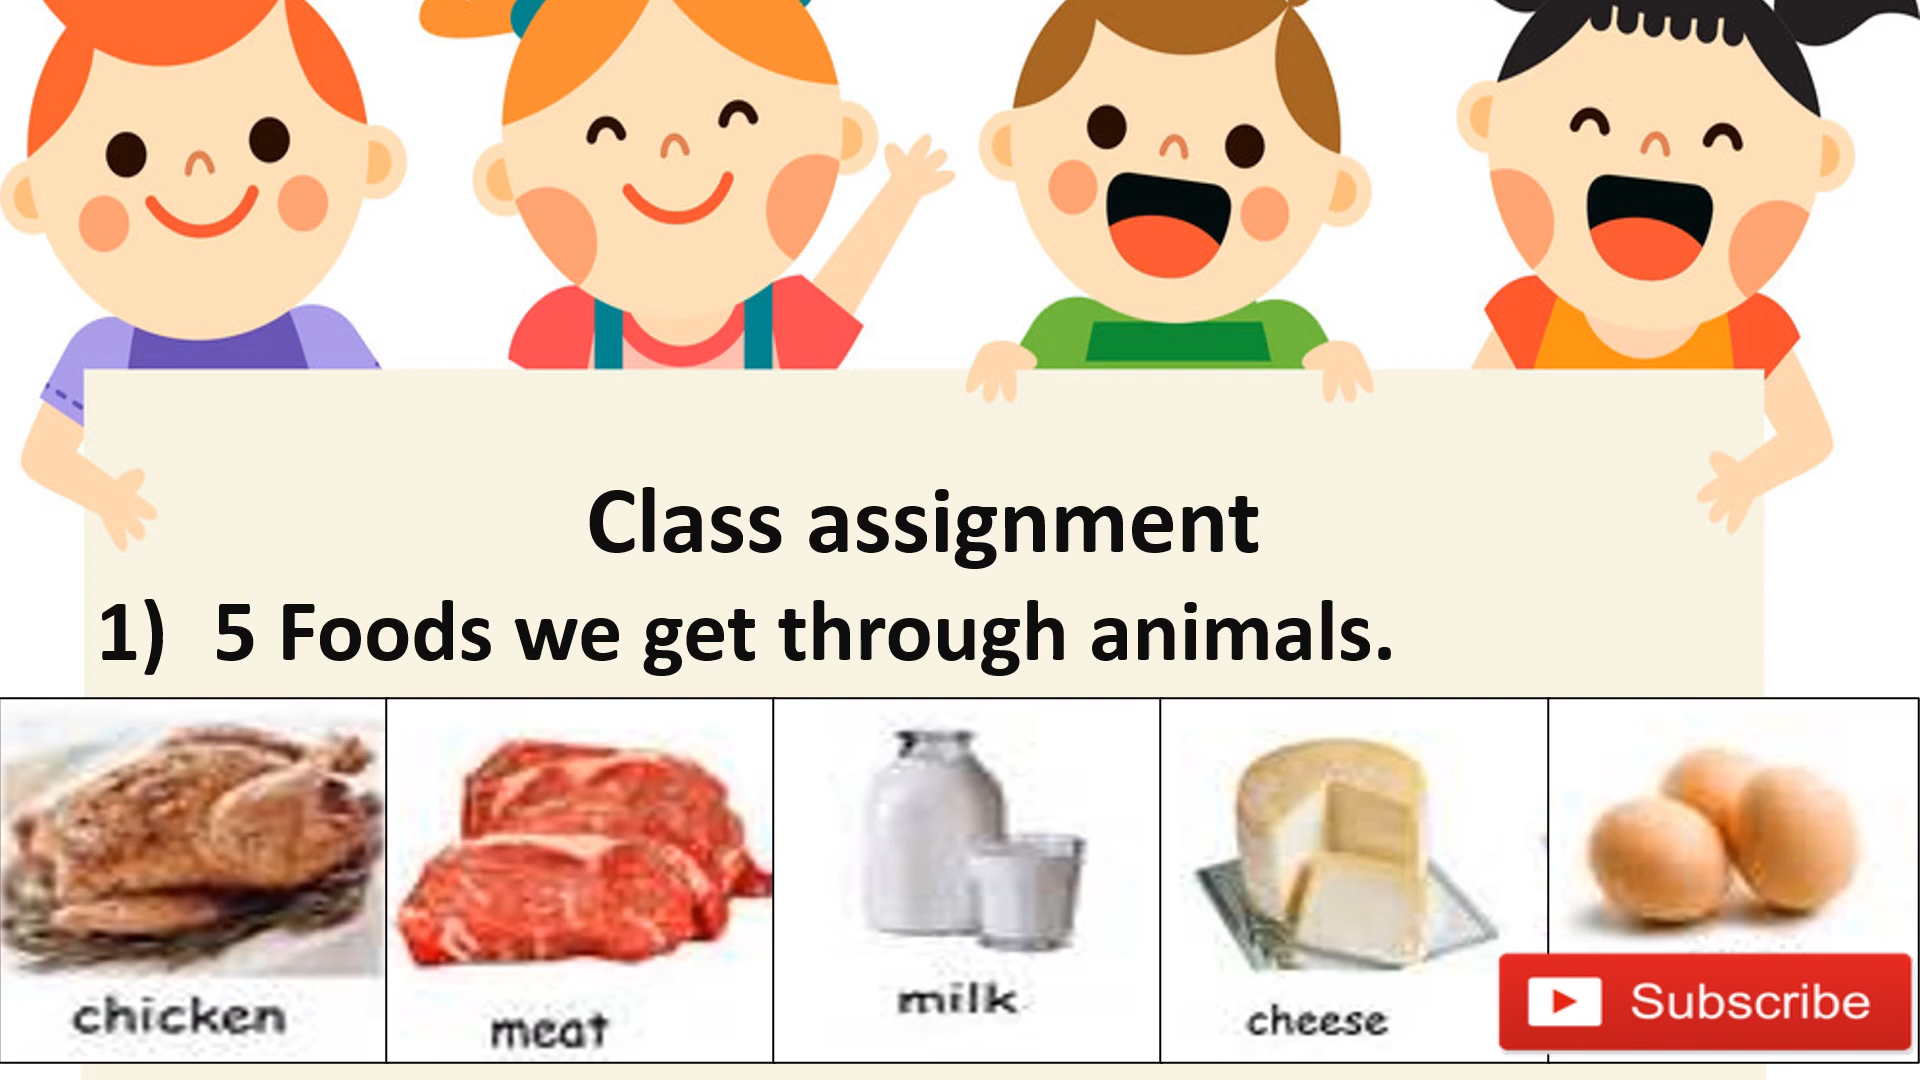 Class assignment
1) 5 Foods we get through animals.
chicken
meat
milk
cheese
Subscribe